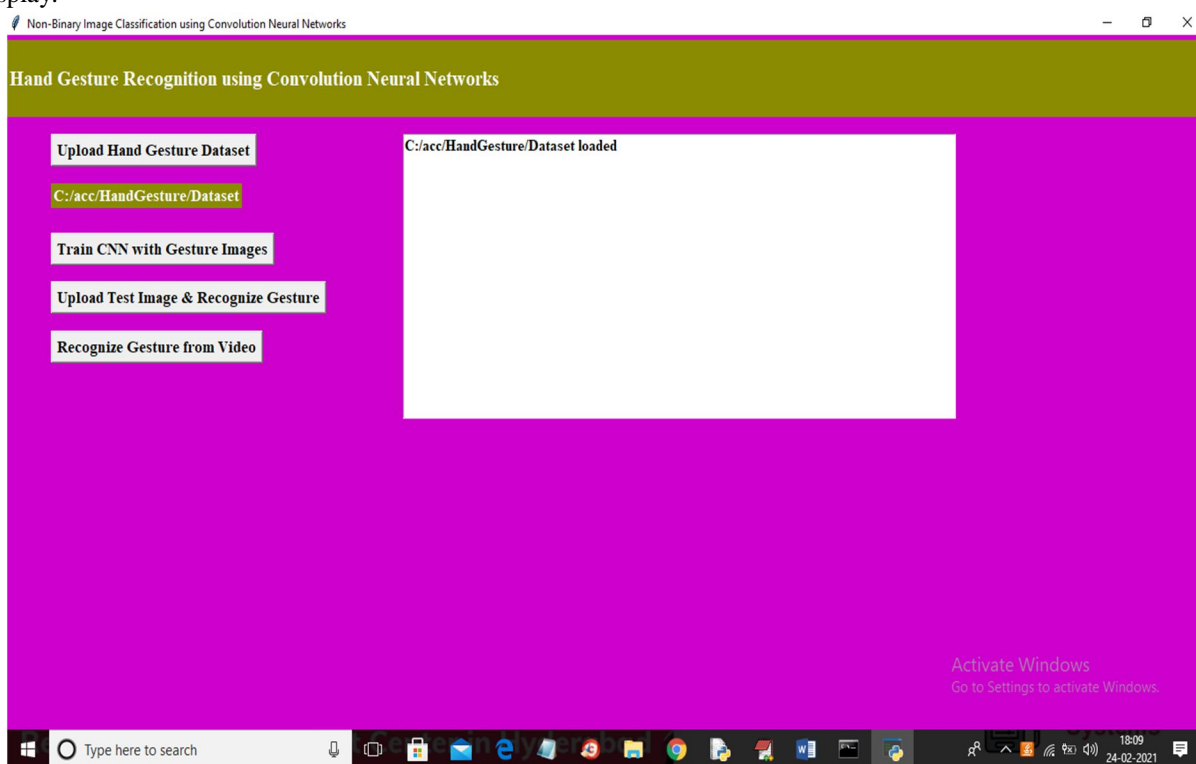 Non-Binary Image Classification using Convolution Neural Networks
Hand Gesture Recognition using Convolution Neural Networks
Upload Hand Gesture Dataset
C:/acc/HandGesture/Dataset
Train CNN with Gesture Images
Upload Test Image & Recognize Gesture
Recognize Gesture from Video
C:/acc/HandGesture/Dataset loaded
Activate Windows
Go to Settings to activate Windows.
Type here to search
18:09
24-02-2021